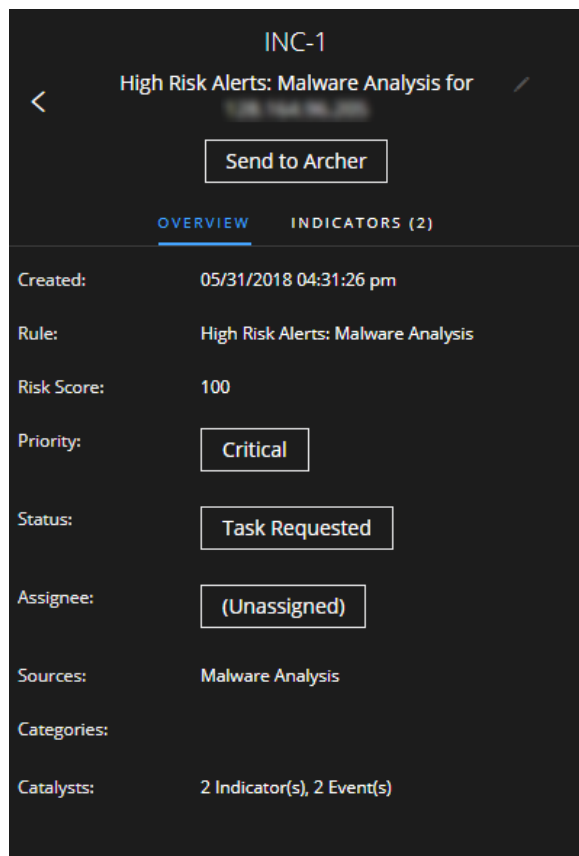 INC-1
High Risk Alerts: Malware Analysis for
Send to Archer
OVERVIEW INDICATORS (2)
Created: 05/31/2018 04:31:26 pm
Rule: High Risk Alerts: Malware Analysis
Risk Score: 100
Priority: Critical
Status: Task Requested
Assignee: (Unassigned)
Sources: Malware Analysis
Categories:
Catalysts: 2 Indicator(s), 2 Event(s)